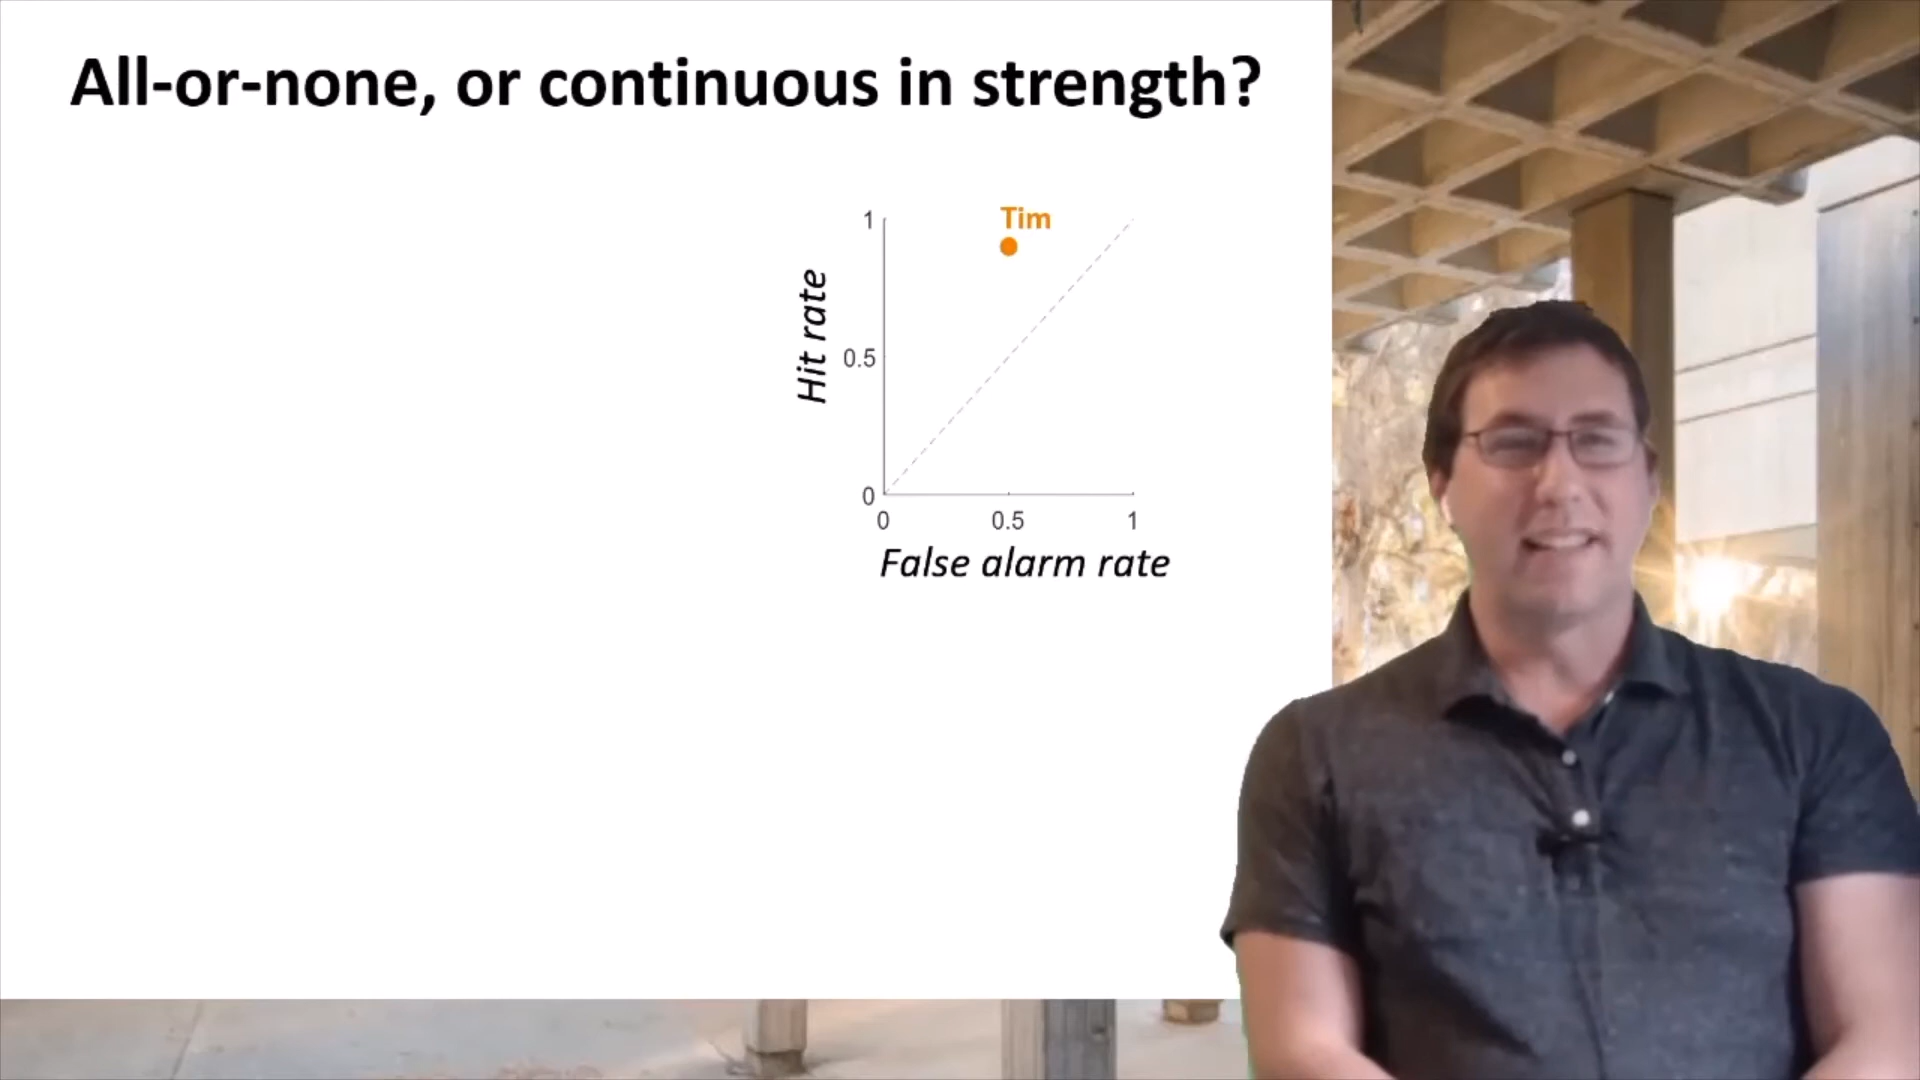 All-or-none, or continuous in strength?
Tim
1
Hit rate
0.5
0
0
0.5
1
False alarm rate